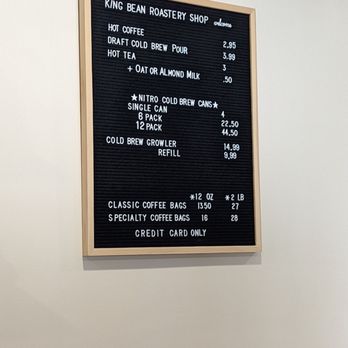 KING BEAN ROASTERY SHOP welcome
HOT COFFEE 2.95
DRAFT COLD BREW POUR 3.99
HOT TEA 3
+ OAT OR ALMOND MILK .50
★NITRO COLD BREW CANS★
SINGLE CAN 4
6 PACK 22.50
12 PACK 44.50
COLD BREW GROWLER 14.99
REFILL 9.99
*12 OZ *2 LB
CLASSIC COFFEE BAGS 1350 27
SPECIALTY COFFEE BAGS 16 28
CREDIT CARD ONLY